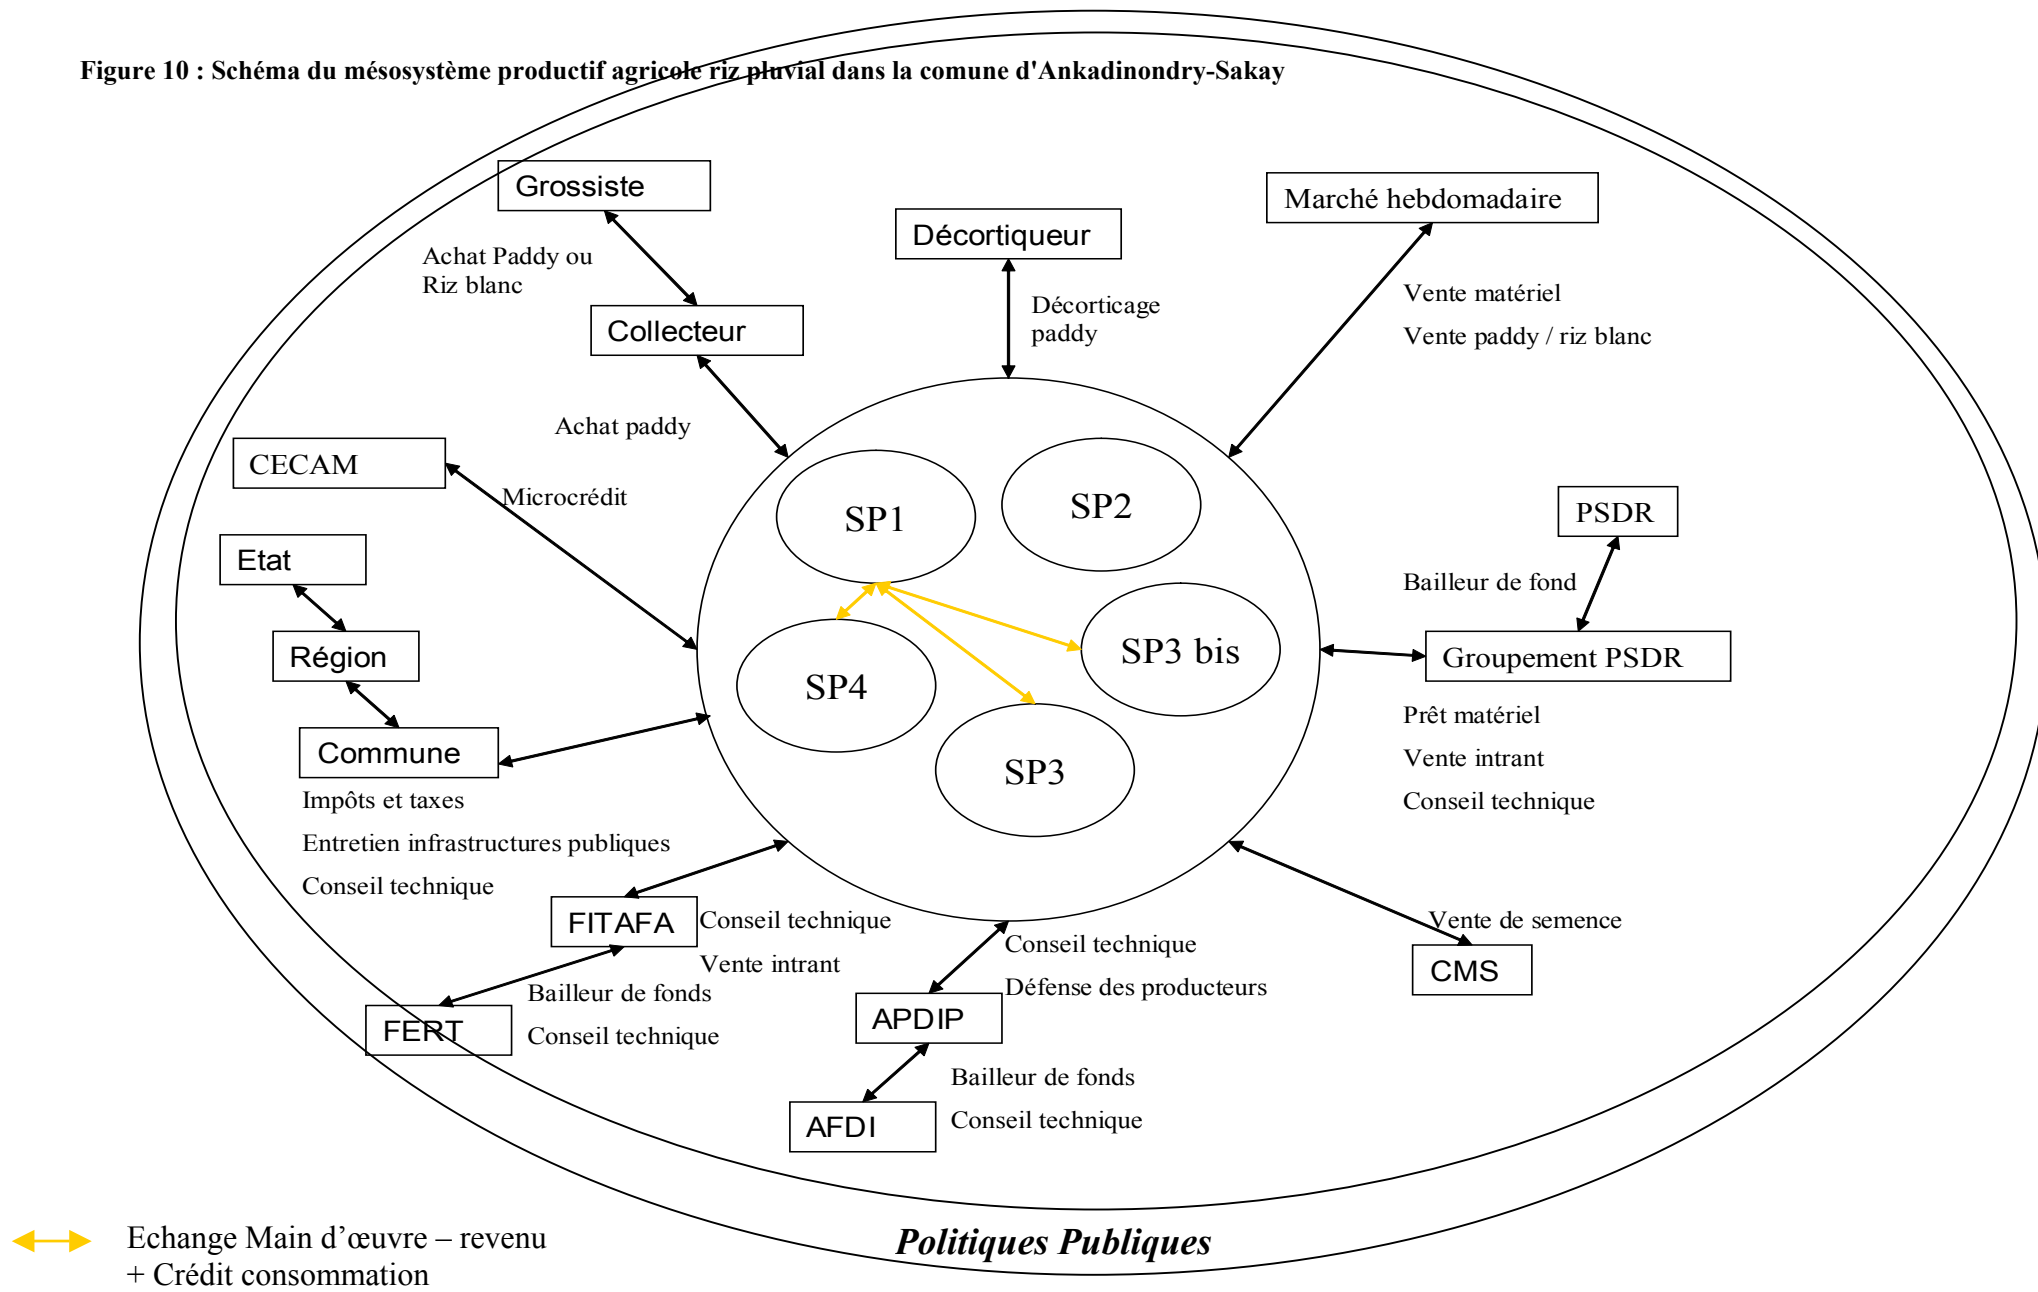 Figure 10 : Schéma du mésosystème productif agricole riz pluvial dans la comune d'Ankadinondry-Sakay
Grossiste
Marché hebdomadaire
Décortiqueur
Achat Paddy ou
Riz blanc
Vente matériel
Décorticage
paddy
Collecteur
Vente paddy / riz blanc
Achat paddy
CECAM
Microcrédit
SP1
SP2
PSDR
Etat
Bailleur de fond
Région
SP3 bis
Groupement PSDR
SP4
Commune
SP3
Prêt matériel
Vente intrant
Conseil technique
Impôts et taxes
Entretien infrastructures publiques
Conseil technique
FITAFA
Conseil technique
Vente intrant
Vente de semence
CMS
Conseil technique
Défense des producteurs
Bailleur de fonds
Conseil technique
FERT
APDIP
Bailleur de fonds
Conseil technique
AFDI
Politiques Publiques
Echange Main d’œuvre – revenu
+ Crédit consommation